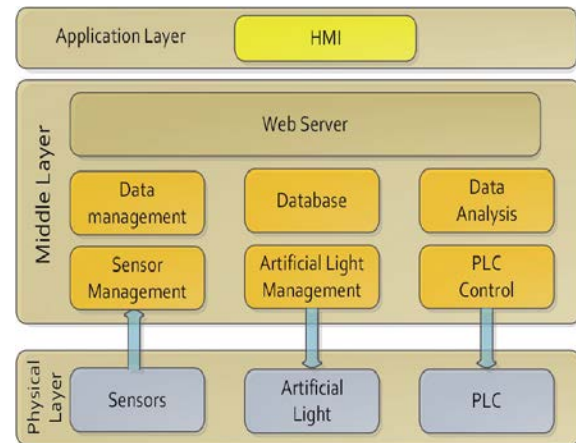 Application Layer
HMI
Middle Layer
Web Server
Data
management
Database
Data
Analysis
Sensor
Management
Artificial Light
Management
PLC
Control
Physical
Layer
Sensors
Artificial
Light
PLC